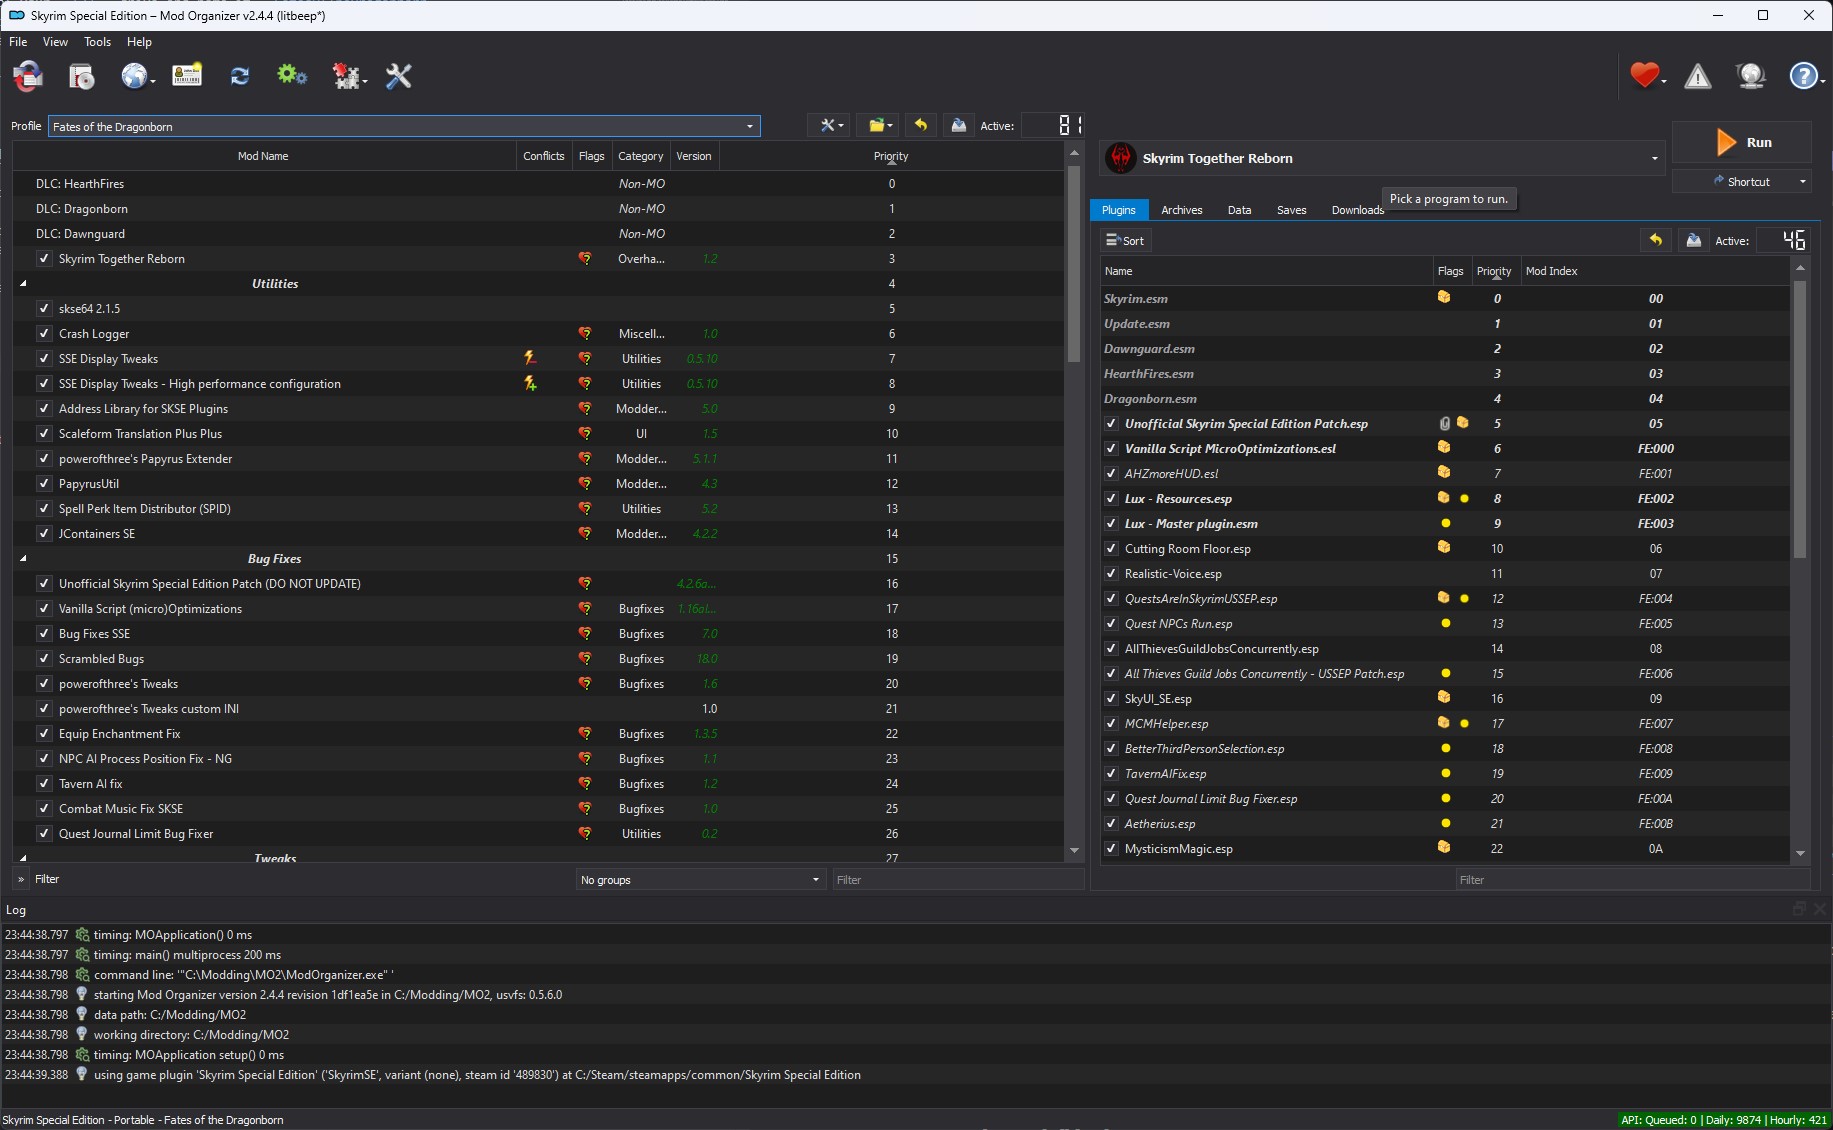 Skyrim Special Edition – Mod Organizer v2.4.4 (litbeep*)
File View Tools Help
Profile Fates of the Dragonborn Active: 81
Mod Name Conflicts Flags Category Version Priority
DLC: HearthFires Non-MO 0
DLC: Dragonborn Non-MO 1
DLC: Dawnguard Non-MO 2
Skyrim Together Reborn Overha... 1.2 3
Utilities 4
skse64 2.1.5 5
Crash Logger Miscell... 1.0 6
SSE Display Tweaks Utilities 0.5.10 7
SSE Display Tweaks - High performance configuration Utilities 0.5.10 8
Address Library for SKSE Plugins Modder... 5.0 9
Scaleform Translation Plus Plus UI 1.5 10
powerofthree's Papyrus Extender Modder... 5.1.1 11
PapyrusUtil Modder... 4.3 12
Spell Perk Item Distributor (SPID) Utilities 5.2 13
JContainers SE Modder... 4.2.2 14
Bug Fixes 15
Unofficial Skyrim Special Edition Patch (DO NOT UPDATE) 4.2.6a... 16
Vanilla Script (micro)Optimizations Bugfixes 1.16al... 17
Bug Fixes SSE Bugfixes 7.0 18
Scrambled Bugs Bugfixes 18.0 19
powerofthree's Tweaks Bugfixes 1.6 20
powerofthree's Tweaks custom INI 1.0 21
Equip Enchantment Fix Bugfixes 1.3.5 22
NPC AI Process Position Fix - NG Bugfixes 1.1 23
Tavern AI fix Bugfixes 1.2 24
Combat Music Fix SKSE Bugfixes 1.0 25
Quest Journal Limit Bug Fixer Utilities 0.2 26
Tweaks 27
» Filter No groups Filter
Skyrim Together Reborn
Run
Shortcut
Pick a program to run.
Plugins Archives Data Saves Downloads
Sort Active: 46
Name Flags Priority Mod Index
Skyrim.esm 0 00
Update.esm 1 01
Dawnguard.esm 2 02
HearthFires.esm 3 03
Dragonborn.esm 4 04
Unofficial Skyrim Special Edition Patch.esp 5 05
Vanilla Script MicroOptimizations.esl 6 FE:000
AHZmoreHUD.esl 7 FE:001
Lux - Resources.esp 8 FE:002
Lux - Master plugin.esm 9 FE:003
Cutting Room Floor.esp 10 06
Realistic-Voice.esp 11 07
QuestsAreInSkyrimUSSEP.esp 12 FE:004
Quest NPCs Run.esp 13 FE:005
AllThievesGuildJobsConcurrently.esp 14 08
All Thieves Guild Jobs Concurrently - USSEP Patch.esp 15 FE:006
SkyUI_SE.esp 16 09
MCMHelper.esp 17 FE:007
BetterThirdPersonSelection.esp 18 FE:008
TavernAIFix.esp 19 FE:009
Quest Journal Limit Bug Fixer.esp 20 FE:00A
Aetherius.esp 21 FE:00B
MysticismMagic.esp 22 0A
Filter
Log
23:44:38.797 timing: MOApplication() 0 ms
23:44:38.797 timing: main() multiprocess 200 ms
23:44:38.798 command line: '"C:\Modding\MO2\ModOrganizer.exe" '
23:44:38.798 starting Mod Organizer version 2.4.4 revision 1df1ea5e in C:/Modding/MO2, usvfs: 0.5.6.0
23:44:38.798 data path: C:/Modding/MO2
23:44:38.798 working directory: C:/Modding/MO2
23:44:38.798 timing: MOApplication setup() 0 ms
23:44:39.388 using game plugin 'Skyrim Special Edition' ('SkyrimSE', variant (none), steam id '489830') at C:/Steam/steamapps/common/Skyrim Special Edition
Skyrim Special Edition - Portable - Fates of the Dragonborn API: Queued: 0 | Daily: 9874 | Hourly: 421